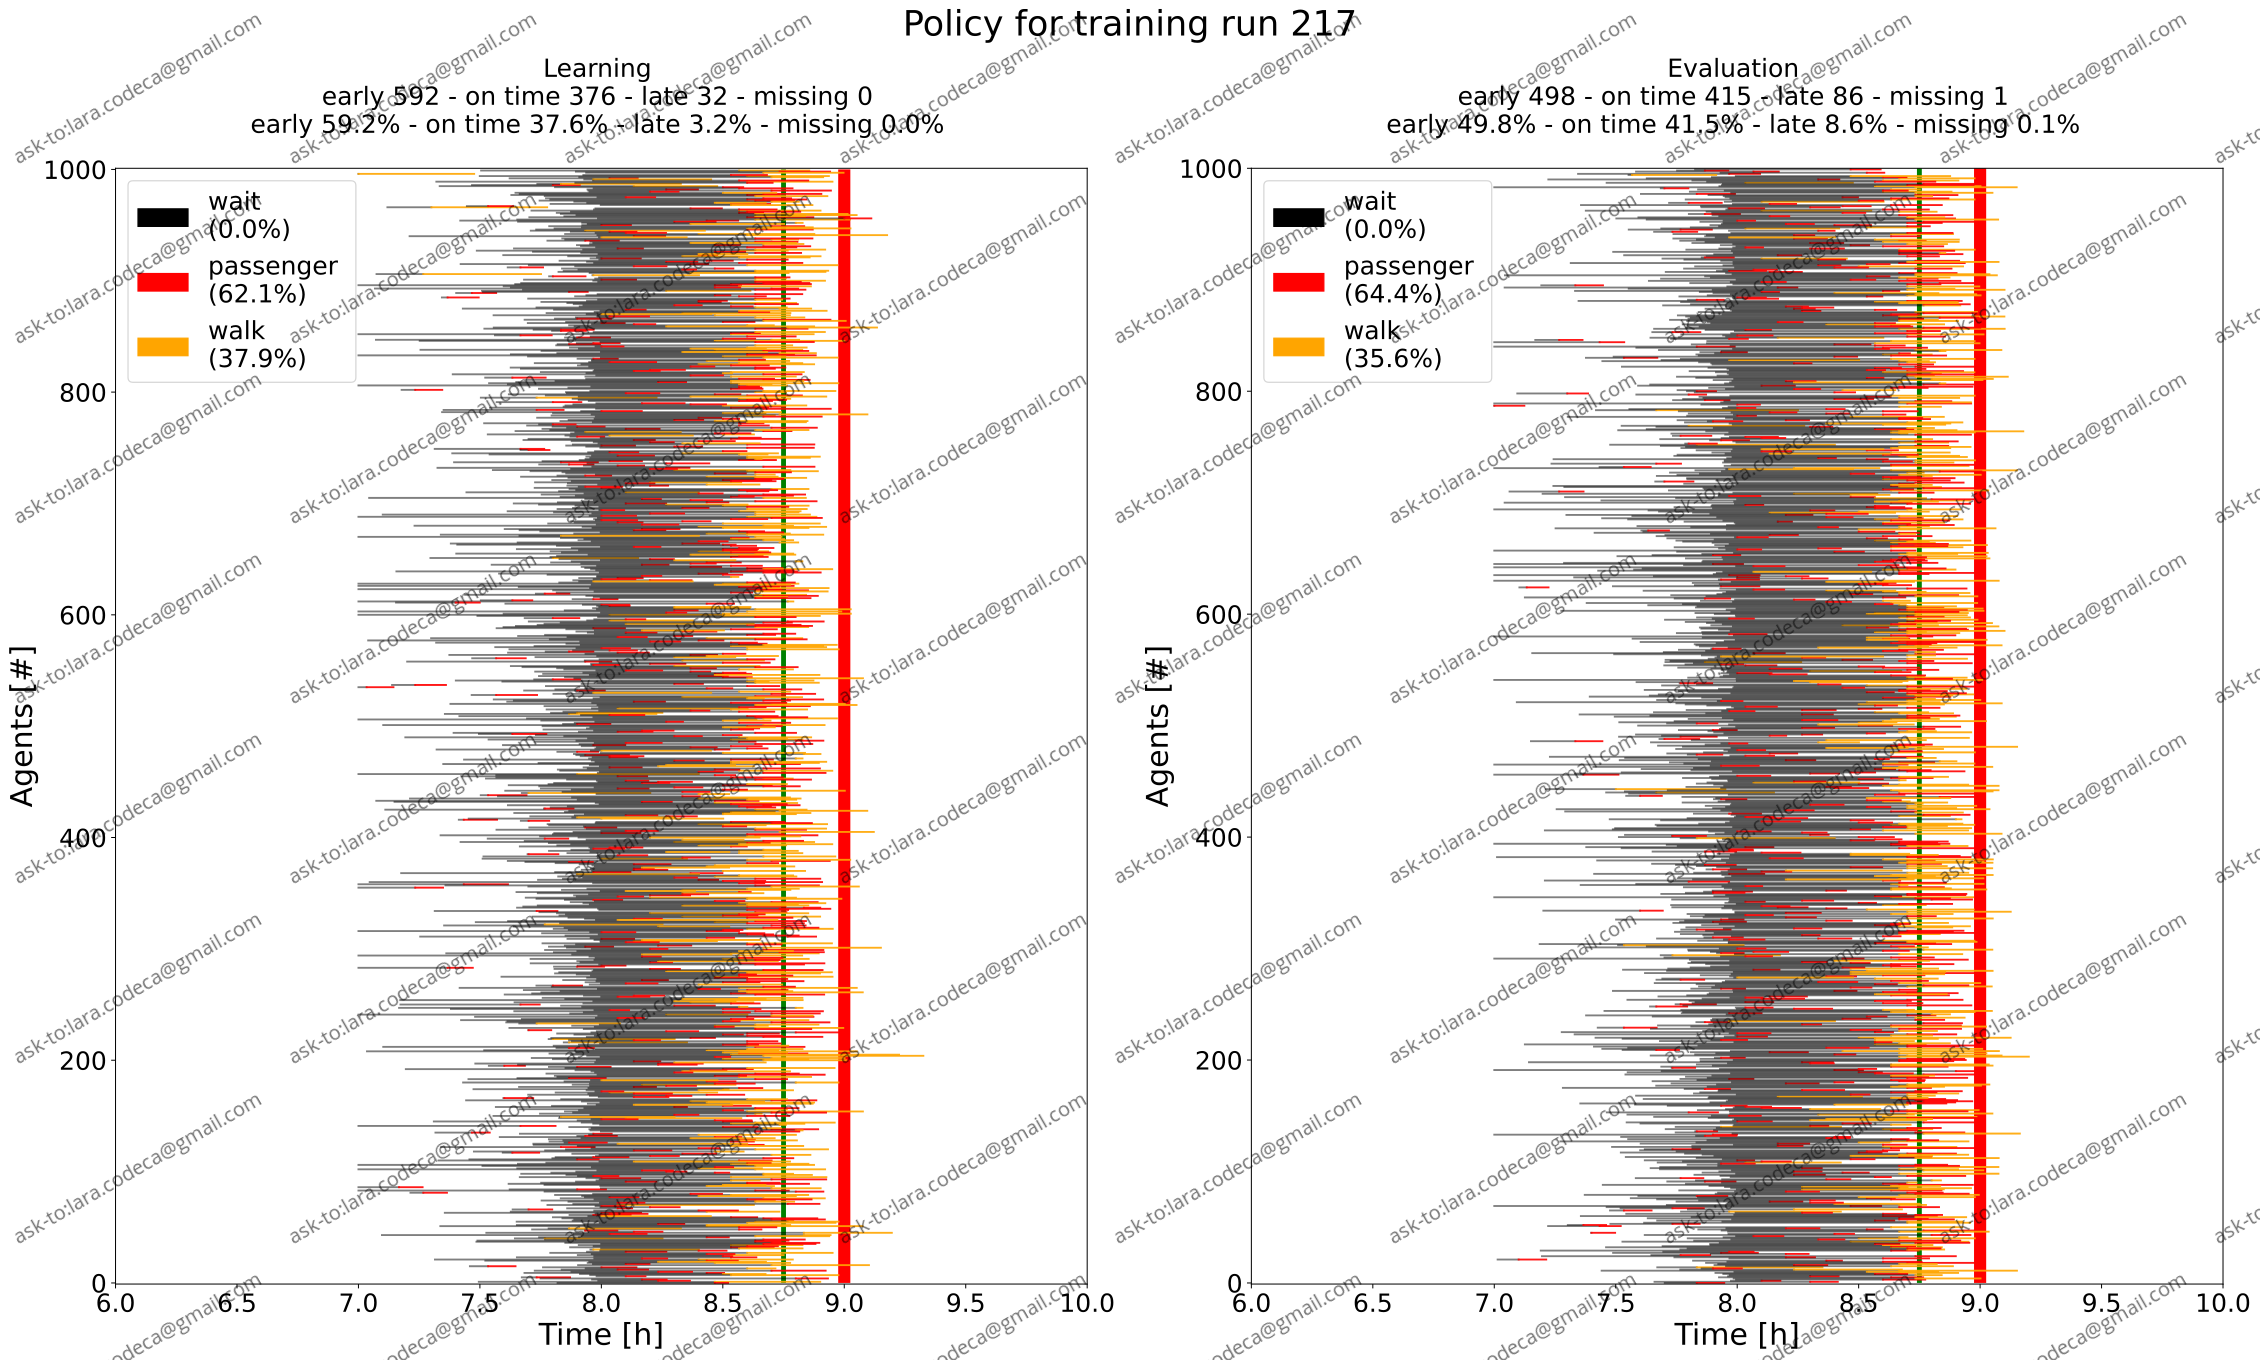 Policy for training run 217
Learning
early 592 - on time 376 - late 32 - missing 0
early 59.2% - on time 37.6% - late 3.2% - missing 0.0%
1000
800
600
400
200
0
Agents [#]
wait
(0.0%)
passenger
(62.1%)
walk
(37.9%)
6.0 6.5 7.0 7.5 8.0 8.5 9.0 9.5 10.0
Time [h]
Evaluation
early 498 - on time 415 - late 86 - missing 1
early 49.8% - on time 41.5% - late 8.6% - missing 0.1%
1000
800
600
400
200
0
Agents [#]
wait
(0.0%)
passenger
(64.4%)
walk
(35.6%)
6.0 6.5 7.0 7.5 8.0 8.5 9.0 9.5 10.0
Time [h]
ask-to:lara.codeca@gmail.com